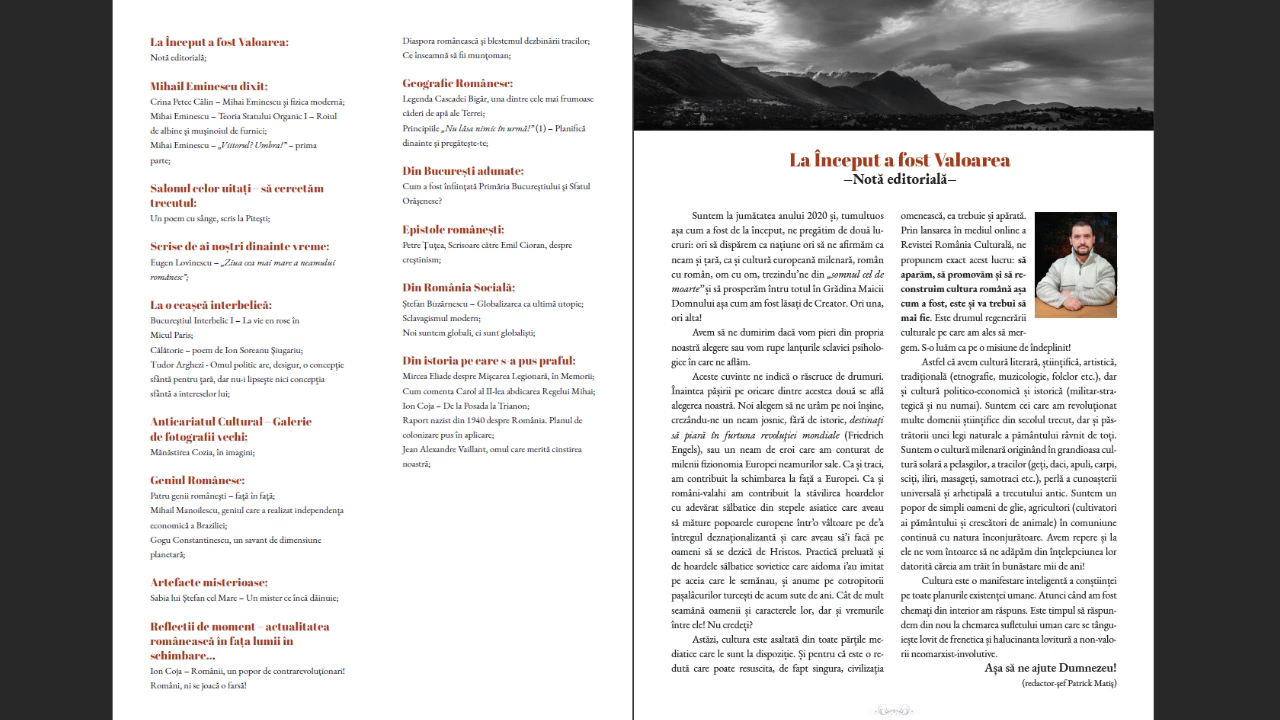 La Început a fost Valoarea:
Notă editorială;
Mihail Eminescu dixit:
Crina Petec Călin – Mihai Eminescu și fizica modernă;
Mihai Eminescu – Teoria Statului Organic I – Roiul
de albine și mușinoiul de furnici;
Mihai Eminescu – „Viitorul? Umbra!” – prima
parte;
Salonul celor uitați – să cercetăm
trecutul:
Un poem cu sânge, scris la Pitești;
Scrise de ai noștri dinainte vreme:
Eugen Lovinescu – „Ziua cea mai mare a neamului
românesc”;
La o ceașcă interbelică:
Bucureștiul Interbelic I – La vie en rose în
Micul Paris;
Călătorie – poem de Ion Soreanu Șiugariu;
Tudor Arghezi - Omul politic are, desigur, o concepție
sfântă pentru țară, dar nu-i lipsește nici concepția
sfântă a intereselor lui;
Anticariatul Cultural – Galerie
de fotografii vechi:
Mănăstirea Cozia, în imagini;
Geniul Românesc:
Patru genii românești – față în față;
Mihail Manoilescu, geniul care a realizat independența
economică a Braziliei;
Gogu Constantinescu, un savant de dimensiune
planetară;
Artefacte misterioase:
Sabia lui Ștefan cel Mare – Un mister ce încă dăinuie;
Reflecții de moment – actualitatea
românească în fața lumii în
schimbare...
Ion Coja – Românii, un popor de contrarevoluționari!
Români, ni se joacă o farsă!
Diaspora românească și blestemul dezbinării tracilor;
Ce înseamnă să fii munțoman;
Geografie Românesc:
Legenda Cascadei Bigăr, una dintre cele mai frumoase
căderi de apă ale Terrei;
Principiile „Nu lăsa nimic în urmă!” (1) – Planifică
dinainte și pregătește-te;
Din București adunate:
Cum a fost înființată Primăria Bucureștiului și Sfatul
Orășenesc?
Epistole românești:
Petre Țuțea, Scrisoare către Emil Cioran, despre
creștinism;
Din România Socială:
Ștefan Buzărnescu – Globalizarea ca ultimă utopie;
Sclavagismul modern;
Noi suntem globali, ei sunt globaliști;
Din istoria pe care s-a pus praful:
Mircea Eliade despre Mișcarea Legionară, în Memorii;
Cum comenta Carol al II-lea abdicarea Regelui Mihai;
Ion Coja – De la Posada la Trianon;
Raport nazist din 1940 despre România. Planul de
colonizare pus în aplicare;
Jean Alexandre Vaillant, omul care merită cinstirea
noastră;
La Început a fost Valoarea
–Notă editorială–
Suntem la jumătatea anului 2020 și, tumultuos
așa cum a fost de la început, ne pregătim de două lu-
cruri: ori să dispărem ca națiune ori să ne afirmăm ca
neam și țară, ca și cultură europeană milenară, român
cu român, om cu om, trezindu’ne din „somnul cel de
moarte” și să prosperăm întru totul în Grădina Maicii
Domnului așa cum am fost lăsați de Creator. Ori una,
ori alta!
Avem să ne dumirim dacă vom pieri din propria
noastră alegere sau vom rupe lanțurile sclaviei psiholo-
gice în care ne aflăm.
Aceste cuvinte ne indică o răscruce de drumuri.
Înaintea pășirii pe oricare dintre acestea două se află
alegerea noastră. Noi alegem să ne urâm pe noi înșine,
crezându-ne un neam josnic, fără de istorie, destinați
să piară în furtuna revoluției mondiale (Friedrich
Engels), sau un neam de eroi care am conturat de
milenii fizionomia Europei neamurilor sale. Ca și traci,
am contribuit la schimbarea la față a Europei. Ca și
români-valahi am contribuit la stăvilirea hoardelor
cu adevărat sălbatice din stepele asiatice care aveau
să măture popoarele europene într’o vâltoare pe de’a
întregul deznaționalizantă și care aveau să’i facă pe
oameni să se dezică de Hristos. Practică preluată și
de hoardele sălbatice sovietice care aidoma i’au imitat
pe aceia care le semănau, și anume pe cotropitorii
pașalâcurilor turcești de acum sute de ani. Cât de mult
seamănă oamenii și caracterele lor, dar și vremurile
între ele! Nu credeți?
Astăzi, cultura este asaltată din toate părțile me-
diatice care le sunt la dispoziție. Și pentru că este o re-
dută care poate resuscita, de fapt singura, civilizația
omenească, ea trebuie și apărată.
Prin lansarea în mediul online a
Revistei România Culturală, ne
propunem exact acest lucru: să
aparăm, să promovăm și să re-
construim cultura română așa
cum a fost, este și va trebui să
mai fie. Este drumul regenerării
culturale pe care am ales să mer-
gem. S-o luăm ca pe o misiune de îndeplinit!
Astfel că avem cultură literară, științifică, artistică,
tradițională (etnografie, muzicologie, folclor etc.), dar
și cultură politico-economică și istorică (militar-stra-
tegică și nu numai). Suntem cei care am revoluționat
multe domenii științifice din secolul trecut, dar și păs-
trătorii unei legi naturale a pământului râvnit de toți.
Suntem o cultură milenară originând în grandioasa cul-
tură solară a pelasgilor, a tracilor (geți, daci, apuli, carpi,
sciți, iliri, masageți, samotraci etc.), perlă a cunoașterii
universală și arhetipală a trecutului antic. Suntem un
popor de simpli oameni de glie, agricultori (cultivatori
ai pământului și crescători de animale) în comuniune
continuă cu natura înconjurătoare. Avem repere și la
ele ne vom întoarce să ne adăpăm din înțelepciunea lor
datorită căreia am trăit în bunăstare mii de ani!
Cultura este o manifestare inteligentă a conștiinței
pe toate planurile existenței umane. Atunci când am fost
chemați din interior am răspuns. Este timpul să răspun-
dem din nou la chemarea sufletului uman care se tângu-
iește lovit de frenetica și halucinanta lovitură a non-valo-
rii neomarxist-involutive.
Așa să ne ajute Dumnezeu!
(redactor-șef Patrick Matiș)